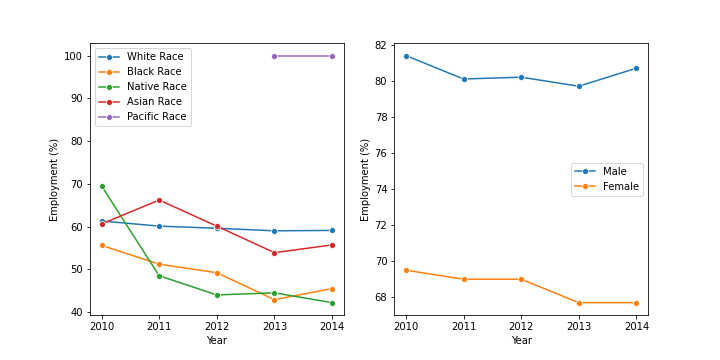 100
90
80
70
60
50
40
Employment (%)
White Race
Black Race
Native Race
Asian Race
Pacific Race
2010 2011 2012 2013 2014
Year
82
80
78
76
74
72
70
68
Employment (%)
Male
Female
2010 2011 2012 2013 2014
Year